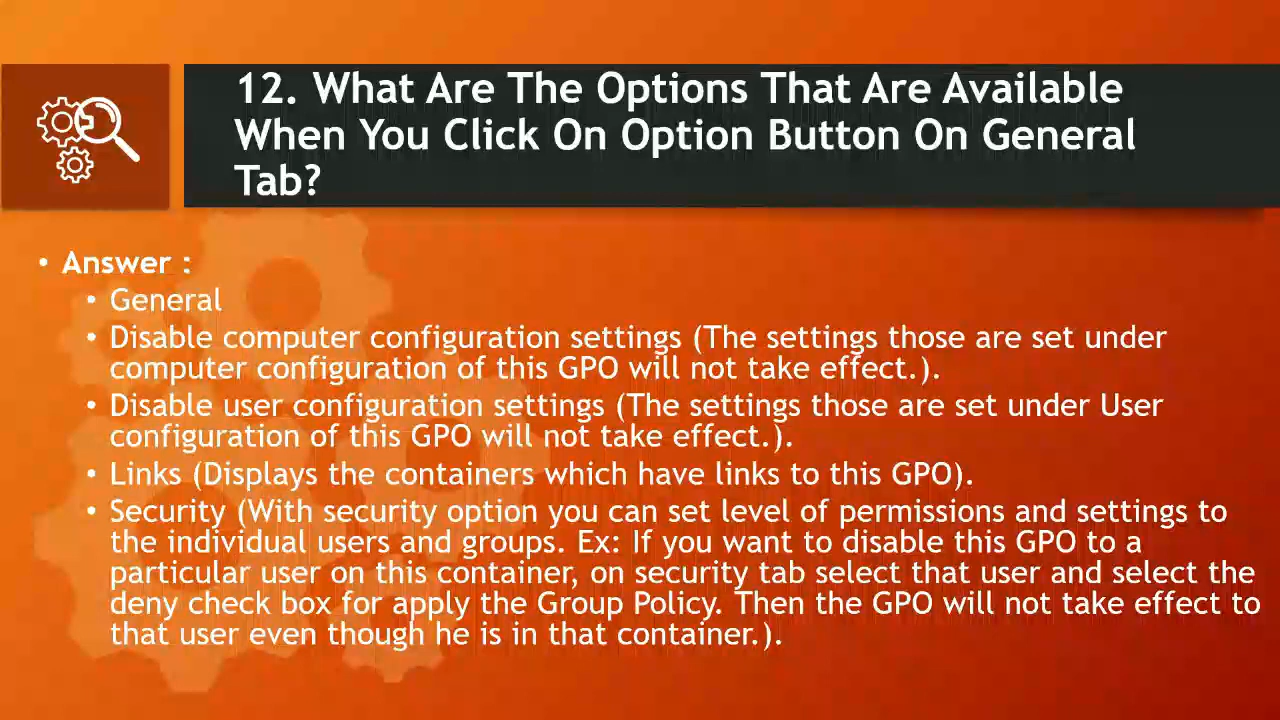 12. What Are The Options That Are Available
When You Click On Option Button On General
Tab?
• Answer :
• General
• Disable computer configuration settings (The settings those are set under
computer configuration of this GPO will not take effect.).
• Disable user configuration settings (The settings those are set under User
configuration of this GPO will not take effect.).
• Links (Displays the containers which have links to this GPO).
• Security (With security option you can set level of permissions and settings to
the individual users and groups. Ex: If you want to disable this GPO to a
particular user on this container, on security tab select that user and select the
deny check box for apply the Group Policy. Then the GPO will not take effect to
that user even though he is in that container.).